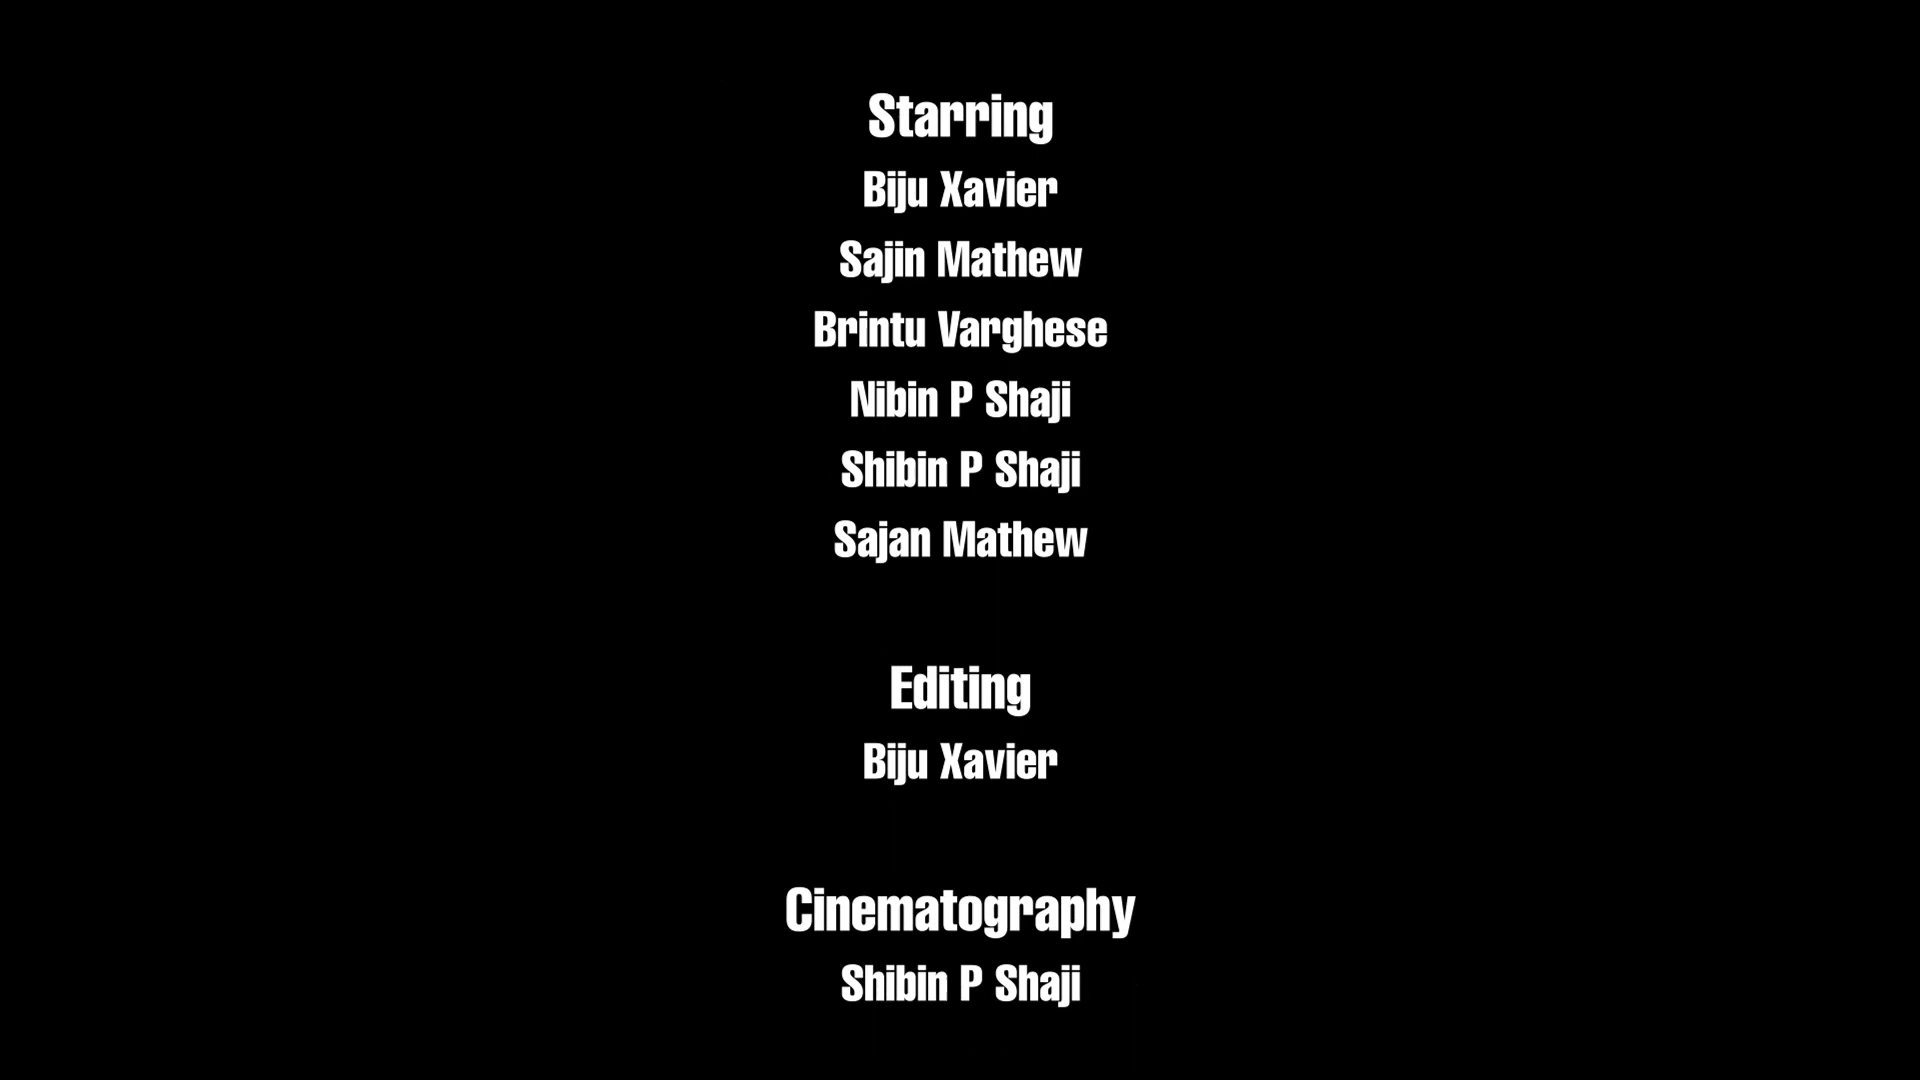 Starring
Biju Xavier
Sajin Mathew
Brintu Varghese
Nibin P Shaji
Shibin P Shaji
Sajan Mathew
Editing
Biju Xavier
Cinematography
Shibin P Shaji